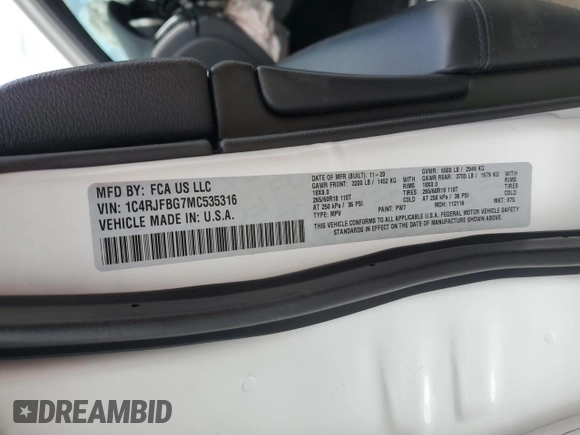 MFD BY: FCA US LLC
VIN: 1C4RJFBG7MC535316
VEHICLE MADE IN U.S.A.
DATE OF MFR (BUILT): 11-20
GAWR FRONT: 3200 LB / 1452 KG
18X8.0 RIMS
265/60R18 110T TIRES
AT 250 kPa / 36 PSI COLD
TYPE: MPV
PAINT: PW7
GVWR: 6500 LB / 2949 KG
GAWR REAR: 3700 LB / 1678 KG
18X8.0 RIMS
265/60R18 110T TIRES
AT 250 kPa / 36 PSI COLD
MDH: 112116
THIS VEHICLE CONFORMS TO ALL APPLICABLE U.S.A. FEDERAL MOTOR VEHICLE SAFETY
STANDARDS IN EFFECT ON THE DATE OF MANUFACTURE SHOWN ABOVE.
DREAMBID